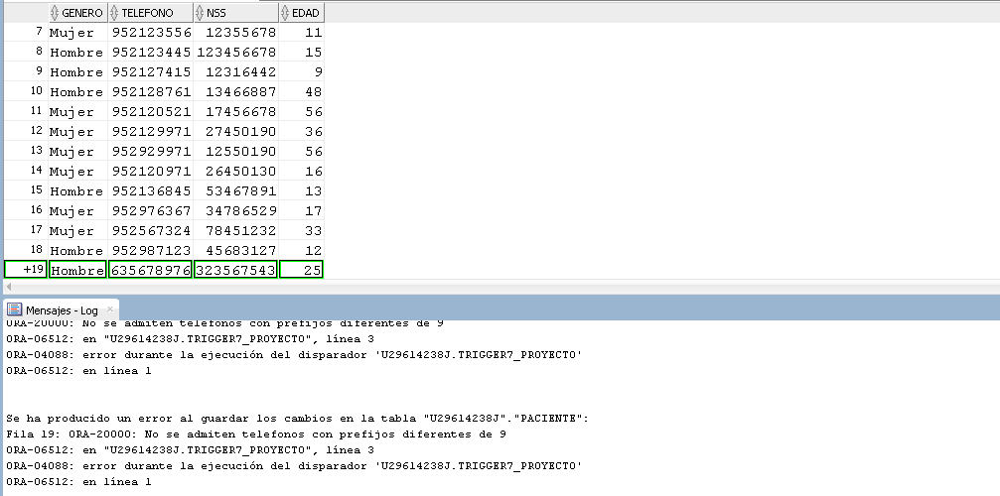 GENERO TELEFONO NSS EDAD
7 Mujer 952123556 12355678 11
8 Hombre 952123445 123456678 15
9 Hombre 952127415 12316442 9
10 Hombre 952128761 13466887 48
11 Mujer 952120521 17456678 56
12 Mujer 952129971 27450190 36
13 Mujer 952929971 12550190 56
14 Mujer 952120971 26450130 16
15 Hombre 952136845 53467891 13
16 Mujer 952976367 34786529 17
17 Mujer 952567324 78451232 33
18 Hombre 952987123 45683127 12
+19 Hombre 635678976 323567543 25
Mensajes - Log
ORA-20000: No se admiten telefonos con prefijos diferentes de 9
ORA-06512: en "U29614238J.TRIGGER7_PROYECTO", línea 3
ORA-04088: error durante la ejecución del disparador 'U29614238J.TRIGGER7_PROYECTO'
ORA-06512: en línea 1
Se ha producido un error al guardar los cambios en la tabla "U29614238J"."PACIENTE":
Fila 19: ORA-20000: No se admiten telefonos con prefijos diferentes de 9
ORA-06512: en "U29614238J.TRIGGER7_PROYECTO", línea 3
ORA-04088: error durante la ejecución del disparador 'U29614238J.TRIGGER7_PROYECTO'
ORA-06512: en línea 1